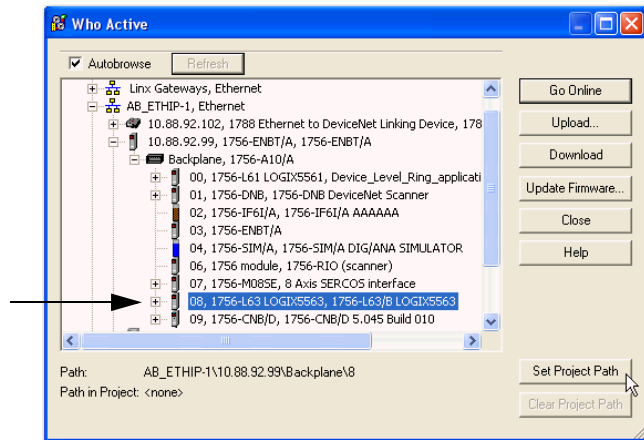 Who Active
Autobrowse
Refresh
Linx Gateways, Ethernet
AB_ETHIP-1, Ethernet
10.88.92.102, 1788 Ethernet to DeviceNet Linking Device, 178
10.88.92.99, 1756-ENBT/A, 1756-ENBT/A
Backplane, 1756-A10/A
00, 1756-L61 LOGIX5561, Device_Level_Ring_applicati
01, 1756-DNB, 1756-DNB DeviceNet Scanner
02, 1756-IF6I/A, 1756-IF6I/A AAAAAA
03, 1756-ENBT/A
04, 1756-SIM/A, 1756-SIM/A DIG/ANA SIMULATOR
06, 1756 module, 1756-RIO (scanner)
07, 1756-M08SE, 8 Axis SERCOS interface
08, 1756-L63 LOGIX5563, 1756-L63/B LOGIX5563
09, 1756-CNB/D, 1756-CNB/D 5.045 Build 010
Go Online
Upload...
Download
Update Firmware...
Close
Help
Path: AB_ETHIP-1\10.88.92.99\Backplane\8
Path in Project: <none>
Set Project Path
Clear Project Path